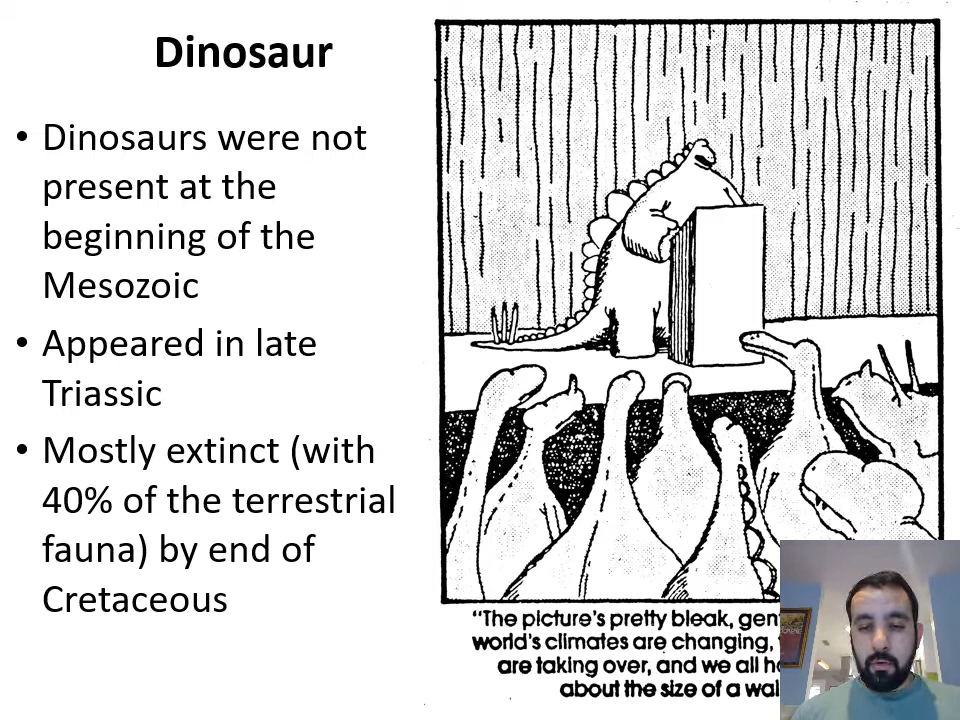 Dinosaur
• Dinosaurs were not
present at the
beginning of the
Mesozoic
• Appeared in late
Triassic
• Mostly extinct (with
40% of the terrestrial
fauna) by end of
Cretaceous
"The picture's pretty bleak,
world's climates are changing,
are taking over, and we all
about the size of a